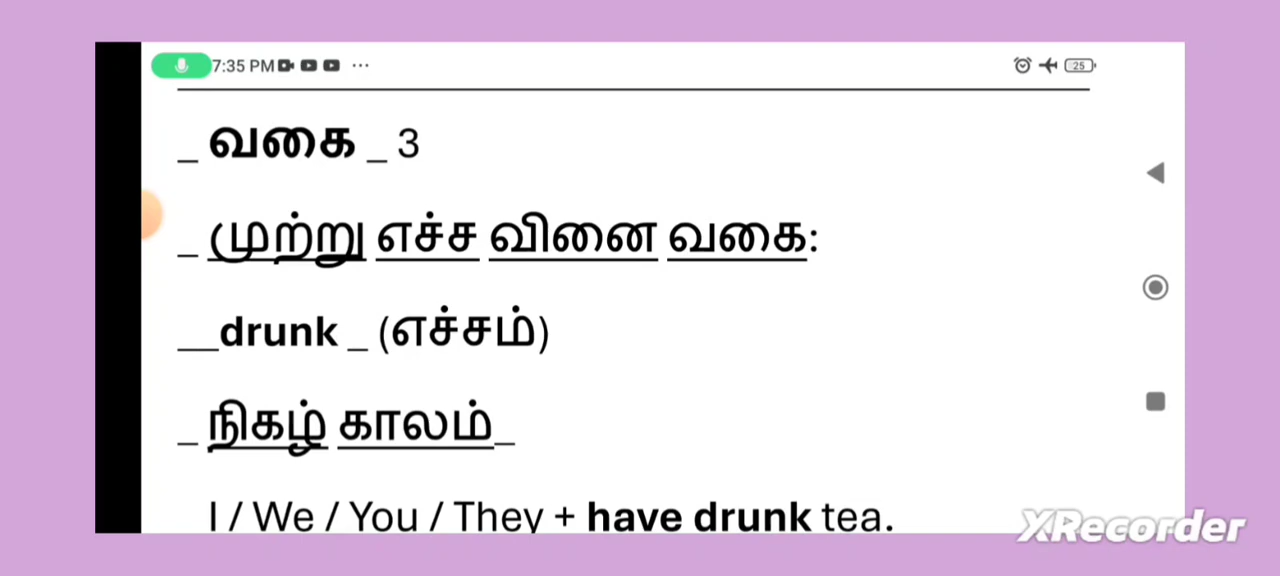 7:35 PM ... 25
_ வகை _ 3
_ முற்று எச்ச வினை வகை:
__drunk _ (எச்சம்)
_ நிகழ் காலம்_
I / We / You / They + have drunk tea.
XRecorder